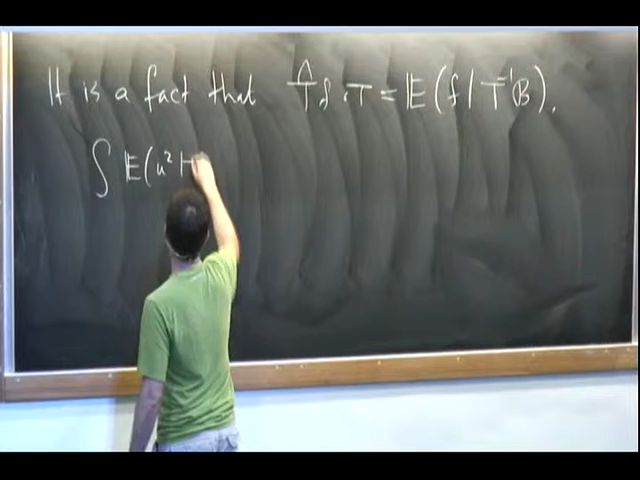 It is a fact that T̂f∘T = 𝔼(f | T⁻¹B).
∫ 𝔼(u² |